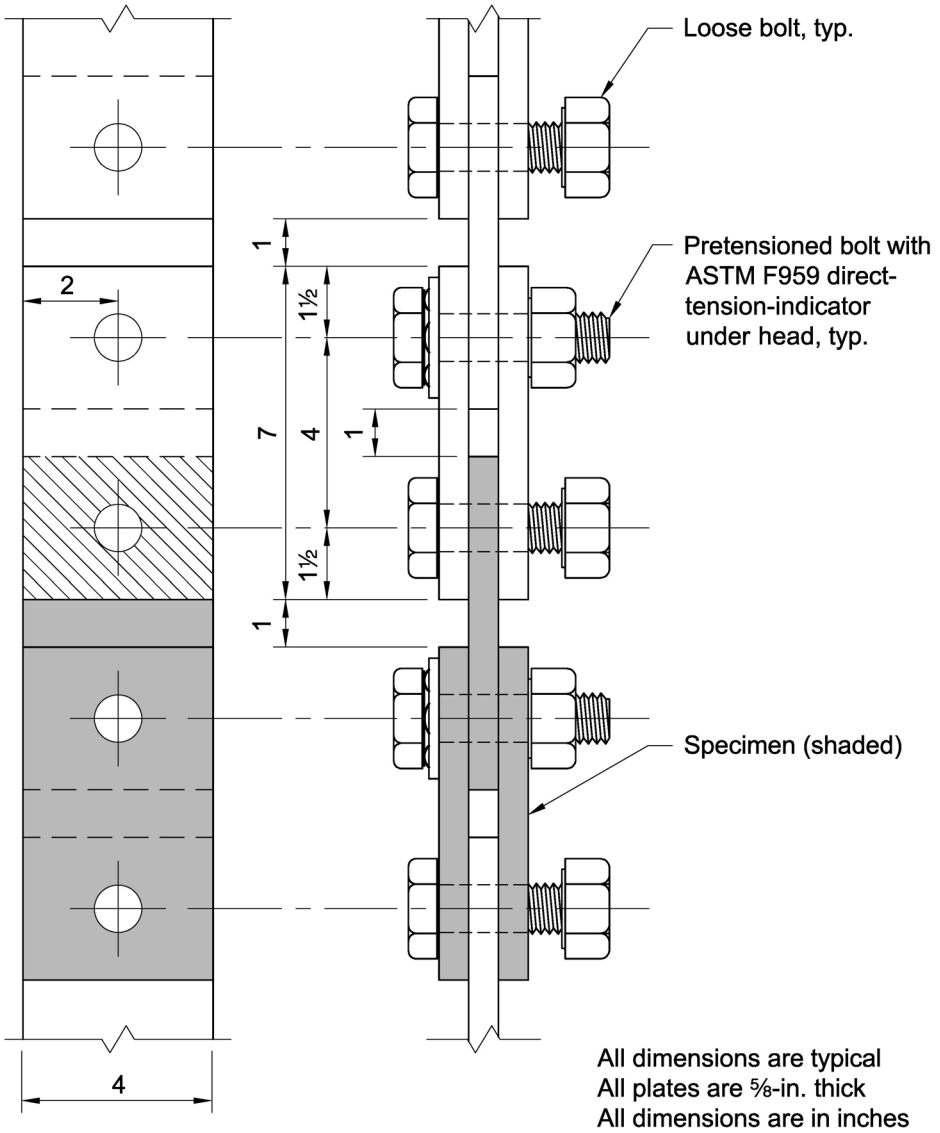 Loose bolt, typ.
1
Pretensioned bolt with
ASTM F959 direct-
tension-indicator
under head, typ.
2
1½
7
4
1
1½
1
Specimen (shaded)
4
All dimensions are typical
All plates are ⅝-in. thick
All dimensions are in inches